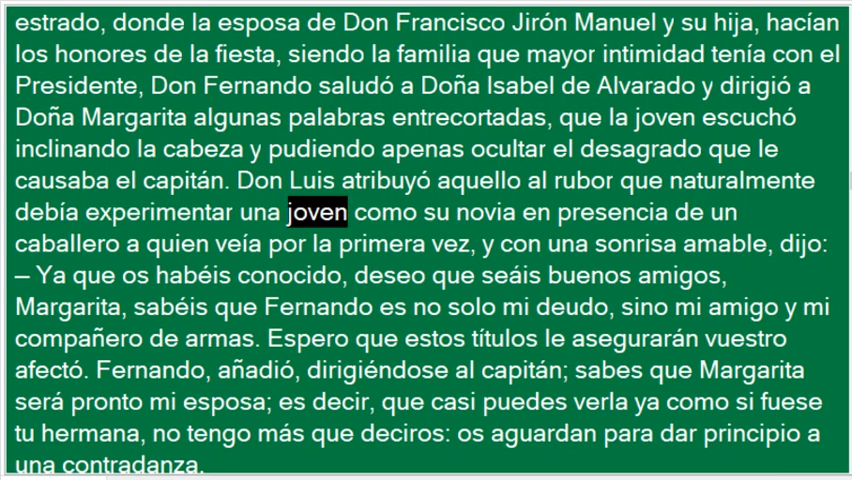 estrado, donde la esposa de Don Francisco Jirón Manuel y su hija, hacían
los honores de la fiesta, siendo la familia que mayor intimidad tenía con el
Presidente, Don Fernando saludó a Doña Isabel de Alvarado y dirigió a
Doña Margarita algunas palabras entrecortadas, que la joven escuchó
inclinando la cabeza y pudiendo apenas ocultar el desagrado que le
causaba el capitán. Don Luis atribuyó aquello al rubor que naturalmente
debía experimentar una joven como su novia en presencia de un
caballero a quien veía por la primera vez, y con una sonrisa amable, dijo:
– Ya que os habéis conocido, deseo que seáis buenos amigos,
Margarita, sabéis que Fernando es no solo mi deudo, sino mi amigo y mi
compañero de armas. Espero que estos títulos le asegurarán vuestro
afectó. Fernando, añadió, dirigiéndose al capitán; sabes que Margarita
será pronto mi esposa; es decir, que casi puedes verla ya como si fuese
tu hermana, no tengo más que deciros: os aguardan para dar principio a
una contradanza.